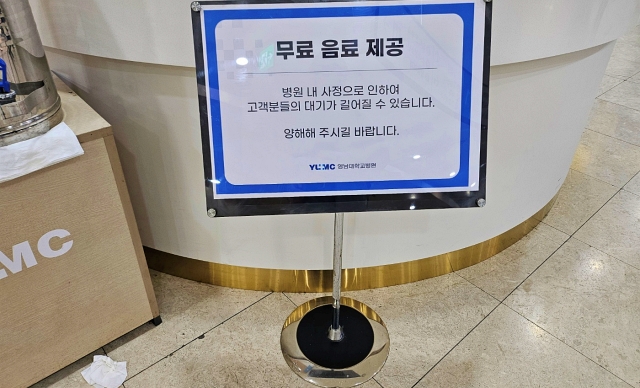 무료 음료 제공
병원 내 사정으로 인하여
고객분들의 대기가 길어질 수 있습니다.
양해해 주시길 바랍니다.
YUMC 영남대학교병원
MC